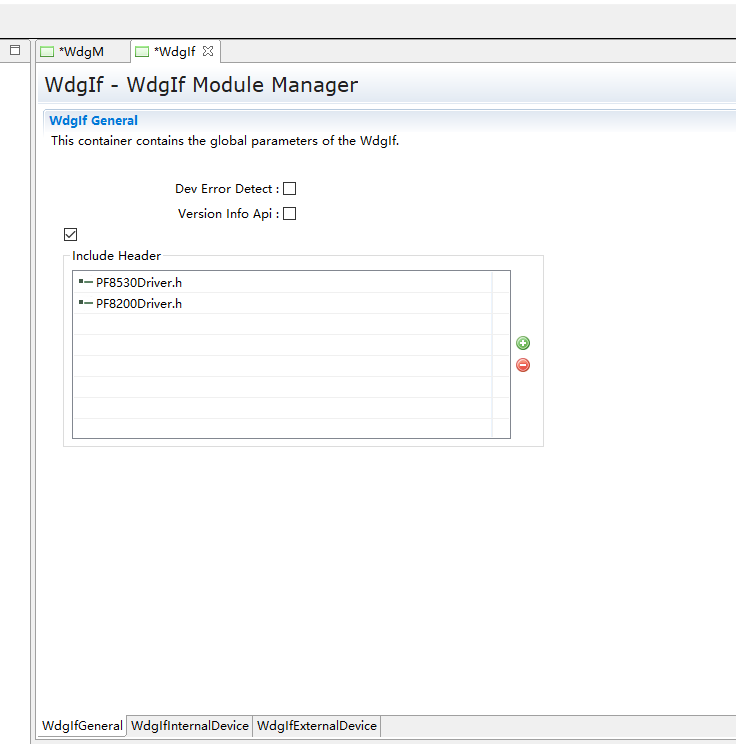 *WdgM
*WdgIf
WdgIf - WdgIf Module Manager
WdgIf General
This container contains the global parameters of the WdgIf.
Dev Error Detect :
Version Info Api :
Include Header
PF8530Driver.h
PF8200Driver.h
WdgIfGeneral WdgIfInternalDevice WdgIfExternalDevice